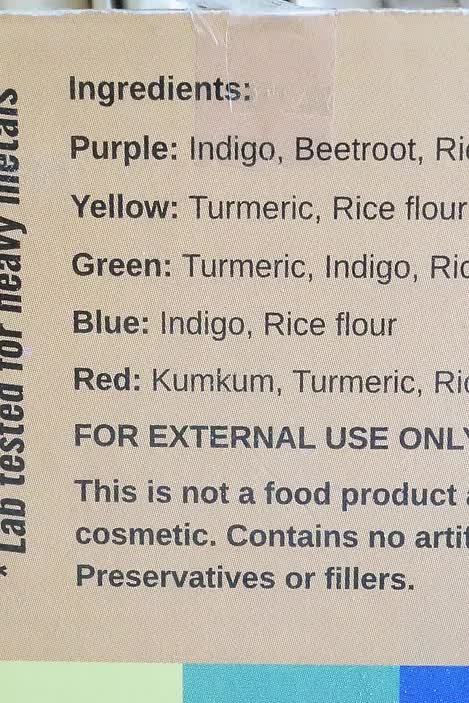 Ingredients:
Purple: Indigo, Beetroot,
Yellow: Turmeric, Rice flour
Green: Turmeric, Indigo,
Blue: Indigo, Rice flour
Red: Kumkum, Turmeric,
FOR EXTERNAL USE ONLY
This is not a food product
cosmetic. Contains no
Preservatives or fillers.
* Lab tested for heavy metals